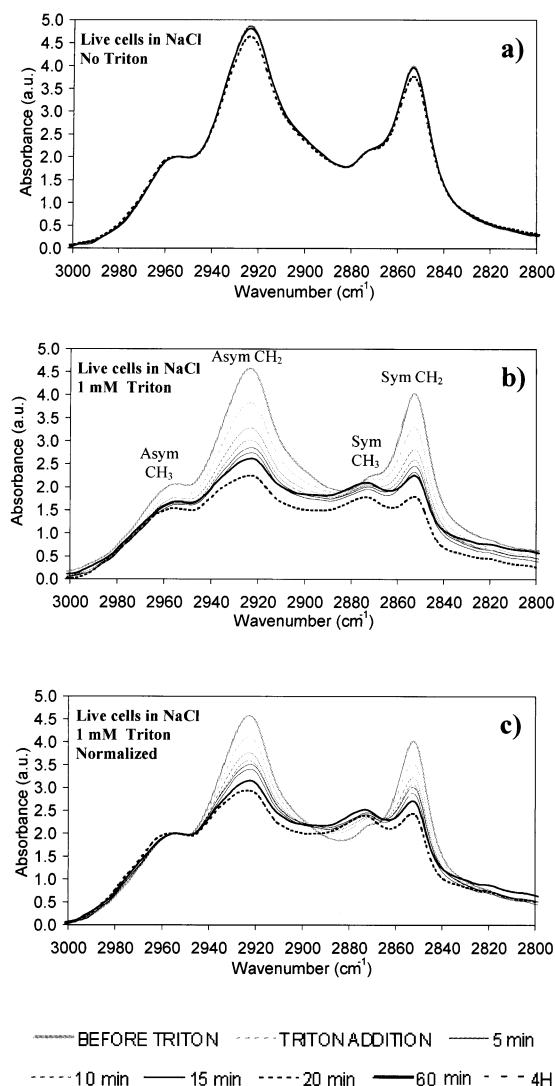 Live cells in NaCl
No Triton
a)
Absorbance (a.u.)
5.0
4.5
4.0
3.5
3.0
2.5
2.0
1.5
1.0
0.5
0.0
3000 2980 2960 2940 2920 2900 2880 2860 2840 2820 2800
Wavenumber (cm-1)
Live cells in NaCl
1 mM Triton
b)
Asym CH2
Sym CH2
Asym
CH3
Sym
CH3
Absorbance (a.u.)
5.0
4.5
4.0
3.5
3.0
2.5
2.0
1.5
1.0
0.5
0.0
3000 2980 2960 2940 2920 2900 2880 2860 2840 2820 2800
Wavenumber (cm-1)
Live cells in NaCl
1 mM Triton
Normalized
c)
Absorbance (a.u.)
5.0
4.5
4.0
3.5
3.0
2.5
2.0
1.5
1.0
0.5
0.0
3000 2980 2960 2940 2920 2900 2880 2860 2840 2820 2800
Wavenumber (cm-1)
BEFORE TRITON TRITON ADDITION 5 min
10 min 15 min 20 min 60 min 4H